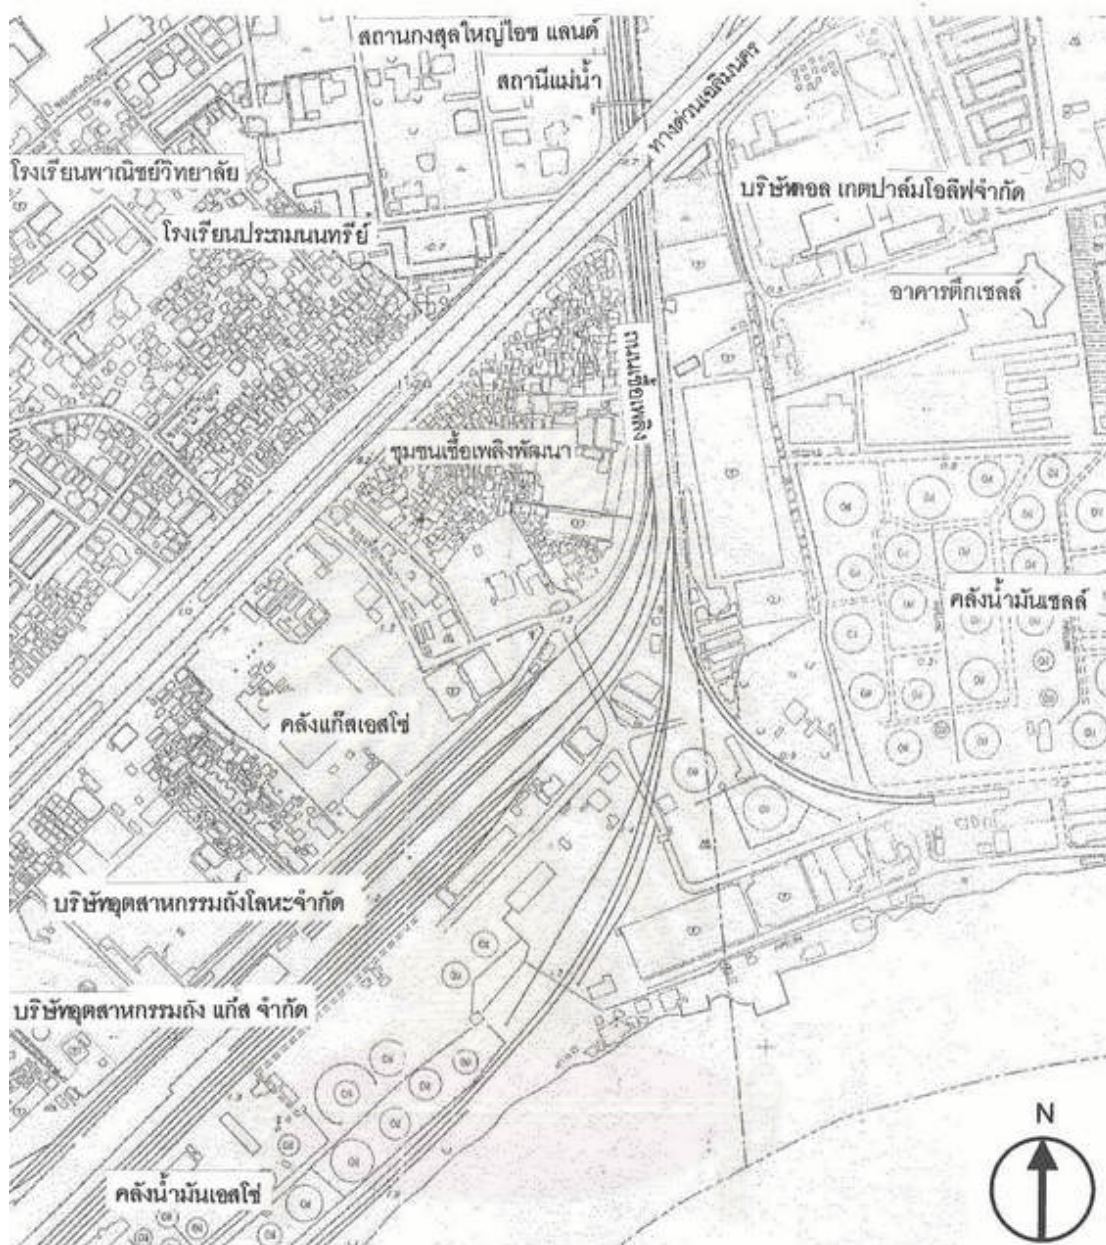 สถานกงสุลใหญ่ไอซ แลนด์
สถานีแม่น้ำ
ทางด่วนเฉลิมนคร
โรงเรียนพาณิชย์วิทยาลัย
บริษัทเอล เกตปาล์มโอลีฟจำกัด
โรงเรียนประถมนนทรีย์
อาคารตึกเชลล์
ถนนเชื้อเพลิง
ชุมชนเชื้อเพลิงพัฒนา
คลังน้ำมันเชลล์
คลังแก๊สเอสโซ่
บริษัทอุตสาหกรรมถังโลหะจำกัด
บริษัทอุตสาหกรรมถัง แก๊ส จำกัด
N
คลังน้ำมันเอสโซ่